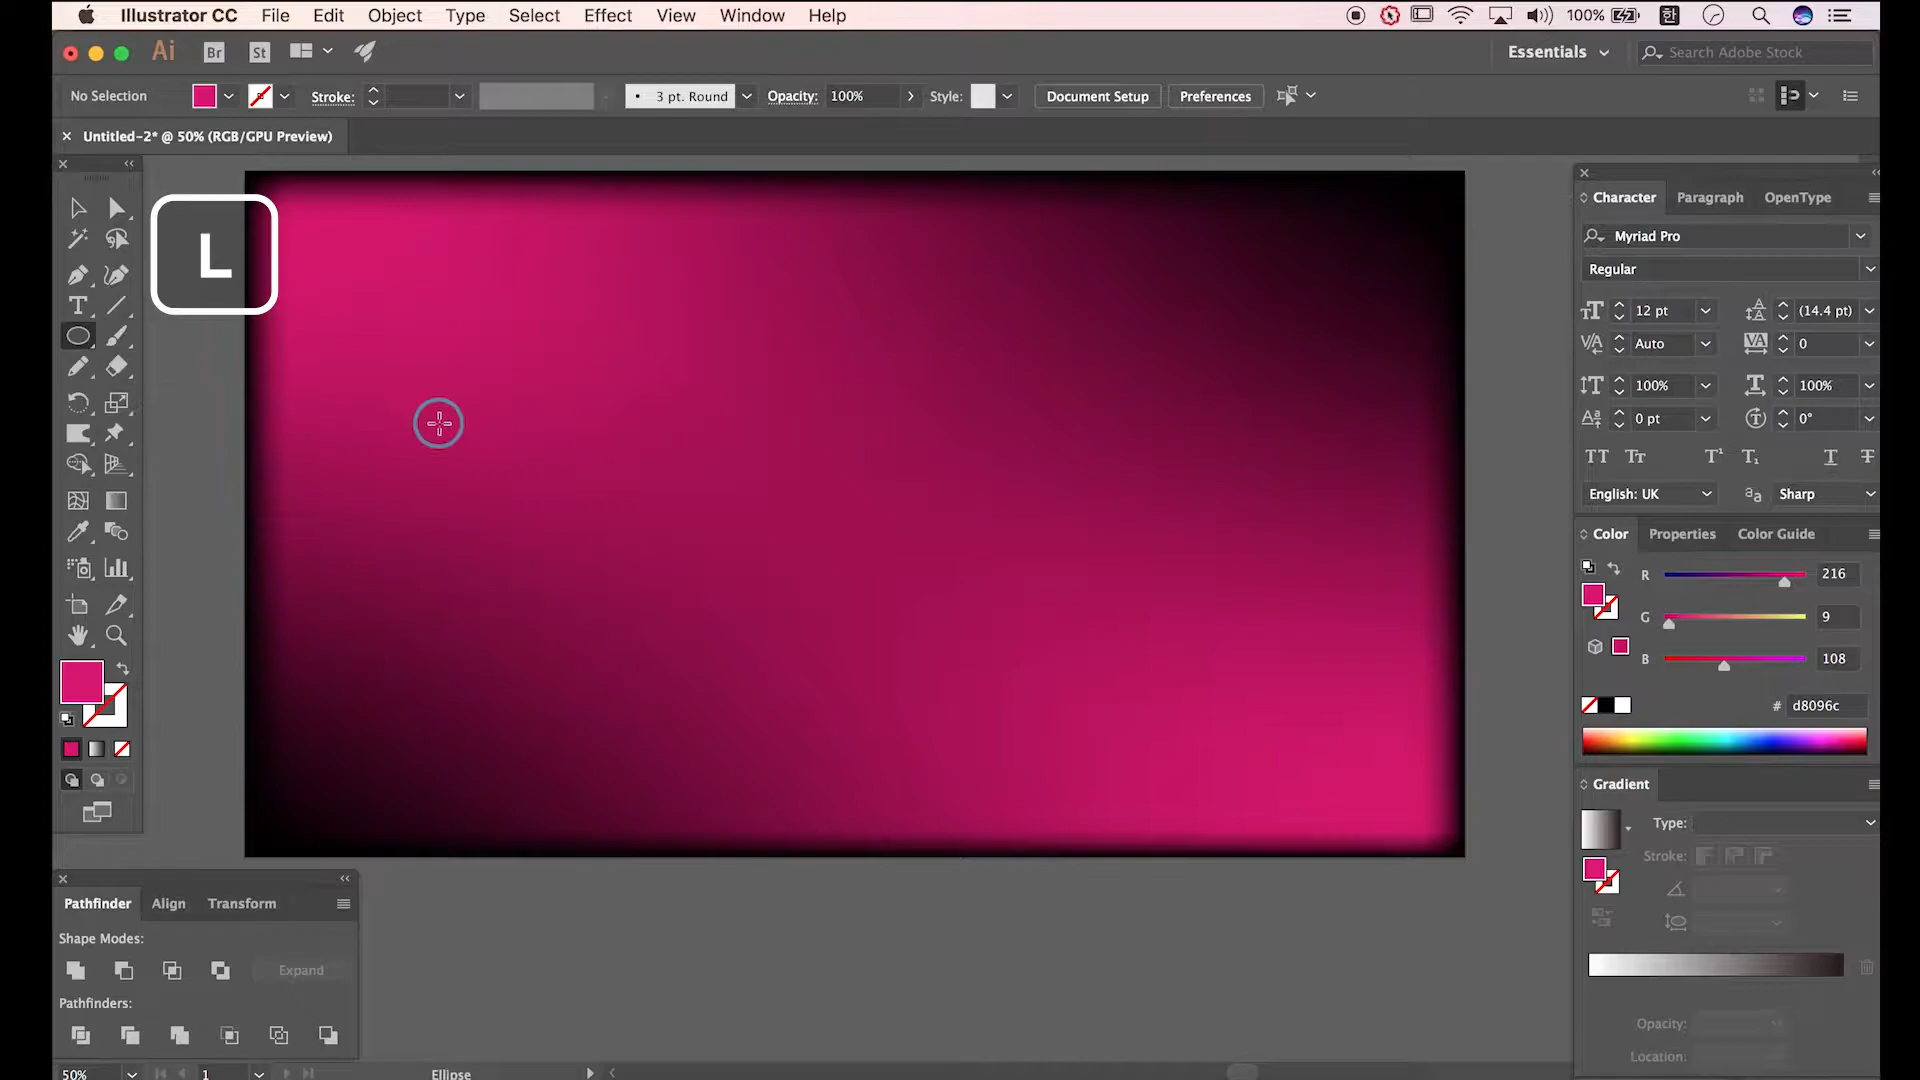 Illustrator CC File Edit Object Type Select Effect View Window Help 100% 한
Ai Br St Essentials Search Adobe Stock
No Selection Stroke: 3 pt. Round Opacity: 100% Style: Document Setup Preferences
Untitled-2* @ 50% (RGB/GPU Preview)
L
Character Paragraph OpenType
Myriad Pro
Regular
12 pt (14.4 pt)
Auto 0
100% 100%
0 pt 0°
English: UK Sharp
Color Properties Color Guide
R 216
G 9
B 108
# d8096c
Gradient
Type:
Stroke:
Opacity:
Location:
Pathfinder Align Transform
Shape Modes:
Expand
Pathfinders:
50% 1 Ellipse